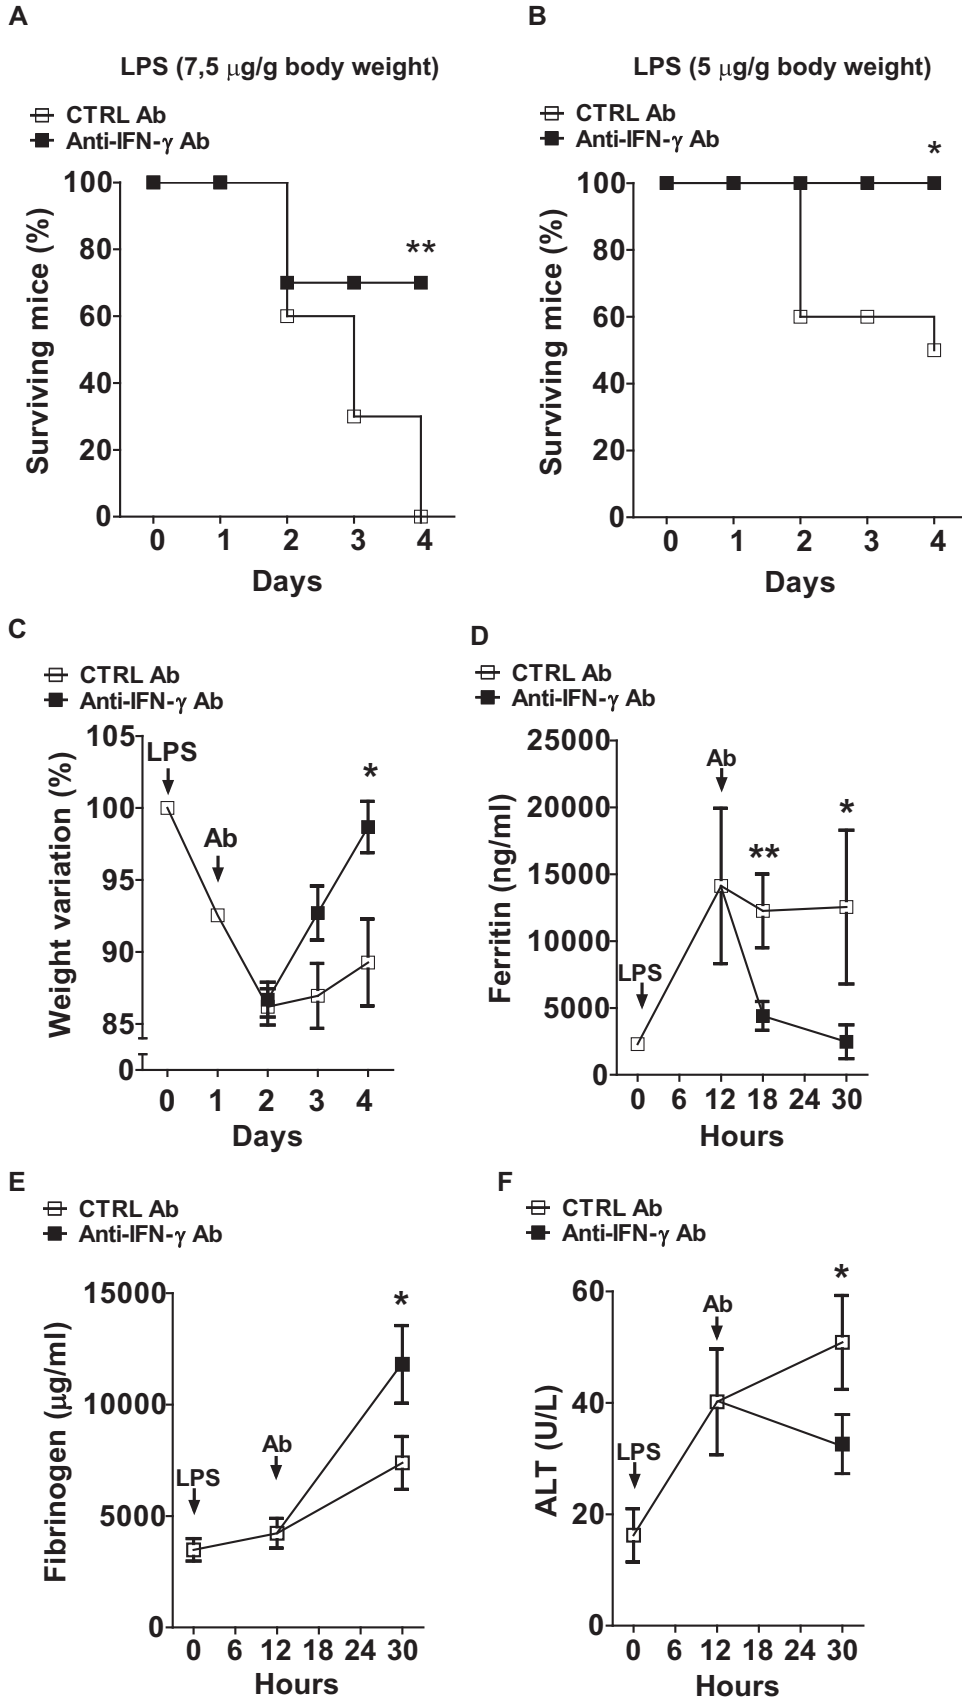 A
LPS (7,5 μg/g body weight)
CTRL Ab
Anti-IFN-γ Ab
Surviving mice (%)
100
80
60
40
20
0
**
0 1 2 3 4
Days
B
LPS (5 μg/g body weight)
CTRL Ab
Anti-IFN-γ Ab
Surviving mice (%)
100
80
60
40
20
0
*
0 1 2 3 4
Days
C
CTRL Ab
Anti-IFN-γ Ab
Weight variation (%)
105
100
95
90
85
0
LPS
Ab
*
0 1 2 3 4
Days
D
CTRL Ab
Anti-IFN-γ Ab
Ferritin (ng/ml)
25000
20000
15000
10000
5000
0
LPS
Ab
**
*
0 6 12 18 24 30
Hours
E
CTRL Ab
Anti-IFN-γ Ab
Fibrinogen (μg/ml)
15000
10000
5000
0
LPS
Ab
*
0 6 12 18 24 30
Hours
F
CTRL Ab
Anti-IFN-γ Ab
ALT (U/L)
60
40
20
0
LPS
Ab
*
0 6 12 18 24 30
Hours